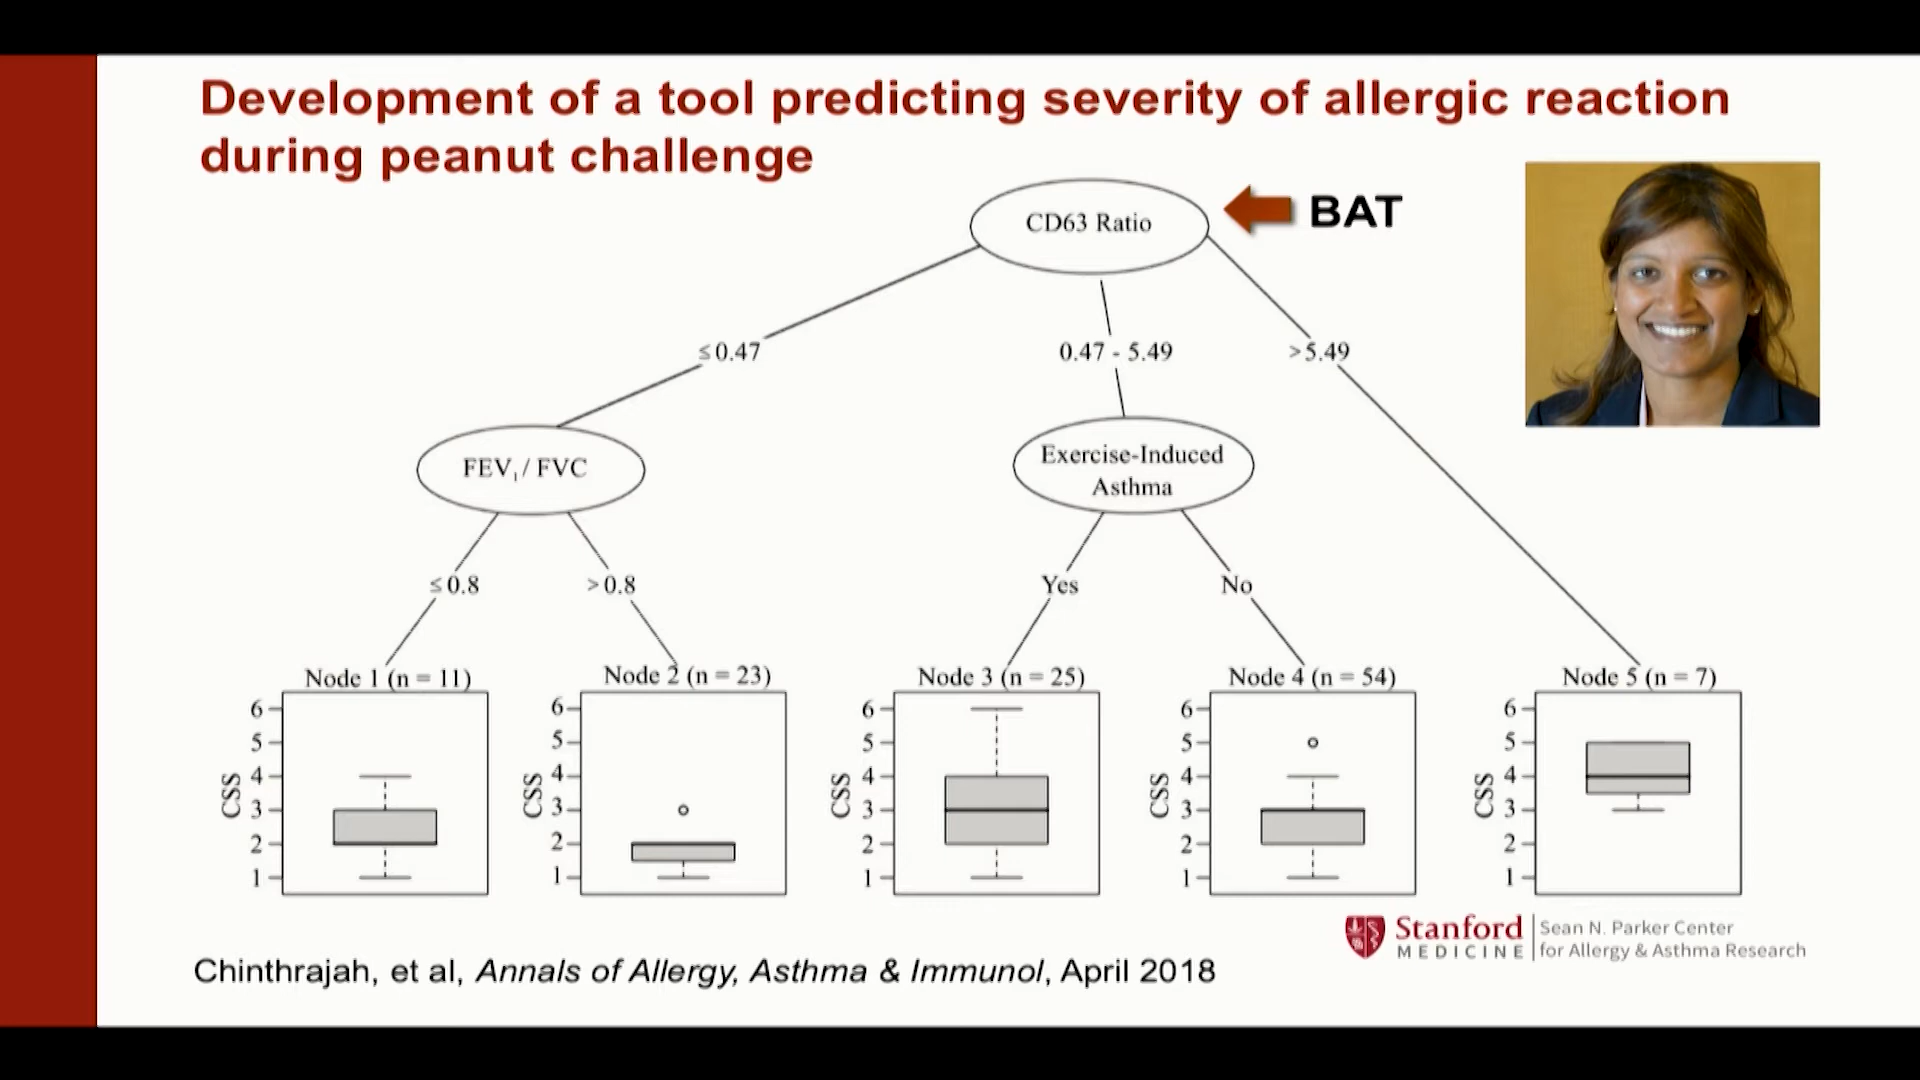 Development of a tool predicting severity of allergic reaction
during peanut challenge
CD63 Ratio
BAT
≤0.47
0.47 - 5.49
>5.49
FEV₁ / FVC
Exercise-Induced
Asthma
≤0.8
>0.8
Yes
No
Node 1 (n = 11)
Node 2 (n = 23)
Node 3 (n = 25)
Node 4 (n = 54)
Node 5 (n = 7)
CSS
6
5
4
3
2
1
CSS
6
5
4
3
2
1
CSS
6
5
4
3
2
1
CSS
6
5
4
3
2
1
CSS
6
5
4
3
2
1
Stanford
MEDICINE
Sean N. Parker Center
for Allergy & Asthma Research
Chinthrajah, et al, Annals of Allergy, Asthma & Immunol, April 2018